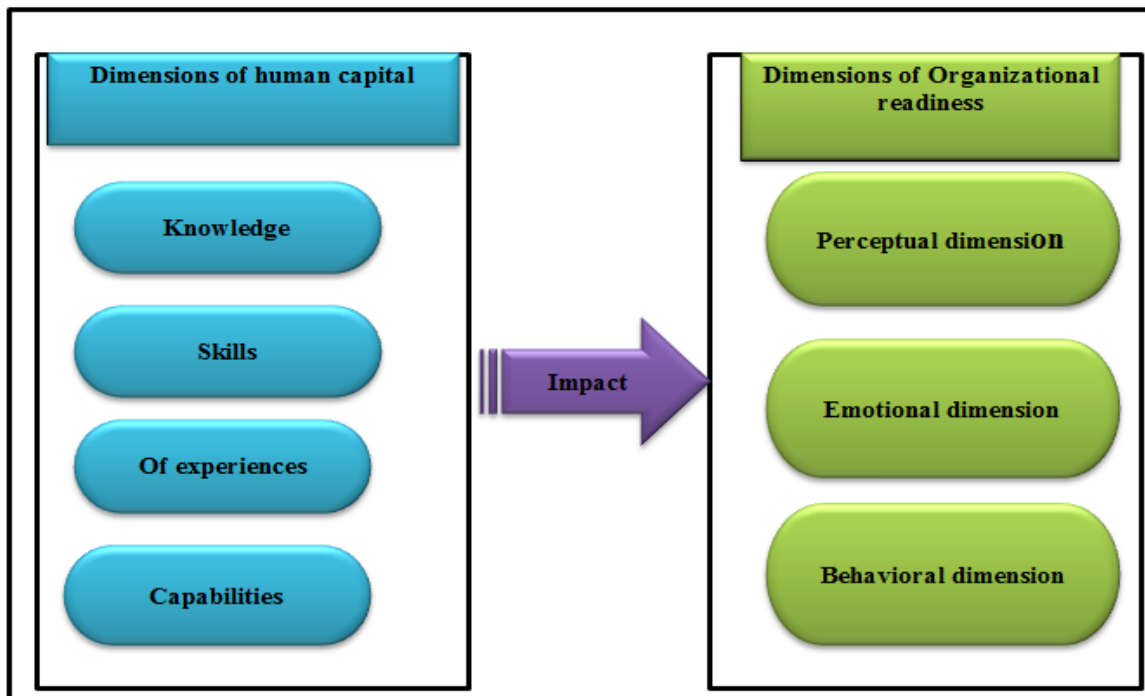 Dimensions of human capital
Knowledge
Skills
Of experiences
Capabilities
Impact
Dimensions of Organizational
readiness
Perceptual dimension
Emotional dimension
Behavioral dimension